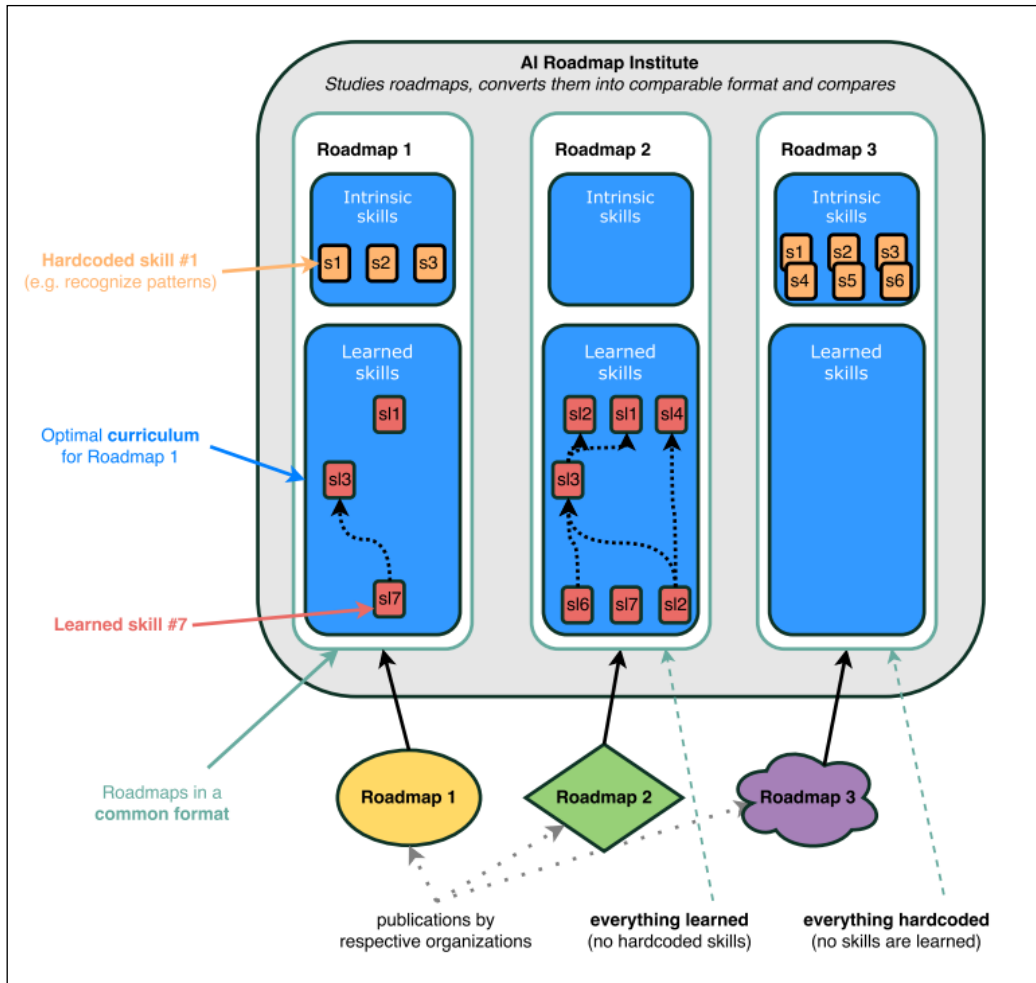 AI Roadmap Institute
Studies roadmaps, converts them into comparable format and compares
Roadmap 1
Roadmap 2
Roadmap 3
Intrinsic
skills
s1
s2
s3
Intrinsic
skills
Intrinsic
skills
s1
s2
s3
s4
s5
s6
Hardcoded skill #1
(e.g. recognize patterns)
Learned
skills
sl1
sl3
sl7
Learned
skills
sl2
sl1
sl4
sl3
sl6
sl7
sl2
Learned
skills
Optimal curriculum
for Roadmap 1
Learned skill #7
Roadmaps in a
common format
Roadmap 1
Roadmap 2
Roadmap 3
publications by
respective organizations
everything learned
(no hardcoded skills)
everything hardcoded
(no skills are learned)